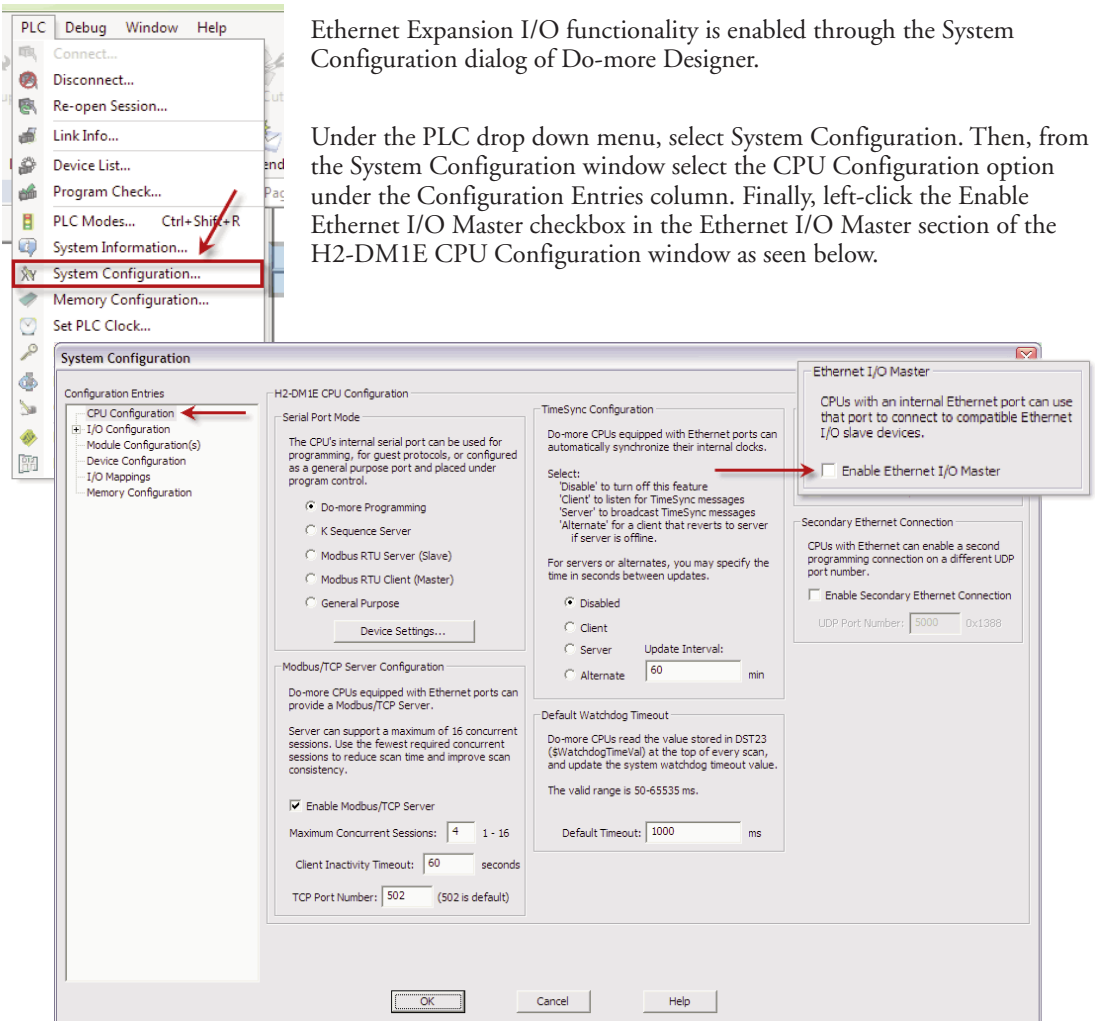 PLC Debug Window Help
Connect...
Disconnect...
Re-open Session...
Link Info...
Device List...
Program Check...
PLC Modes... Ctrl+Shift+R
System Information...
System Configuration...
Memory Configuration...
Set PLC Clock...
Ethernet Expansion I/O functionality is enabled through the System
Configuration dialog of Do-more Designer.
Under the PLC drop down menu, select System Configuration. Then, from
the System Configuration window select the CPU Configuration option
under the Configuration Entries column. Finally, left-click the Enable
Ethernet I/O Master checkbox in the Ethernet I/O Master section of the
H2-DM1E CPU Configuration window as seen below.
System Configuration
Configuration Entries
CPU Configuration
I/O Configuration
Module Configuration(s)
Device Configuration
I/O Mappings
Memory Configuration
H2-DM1E CPU Configuration
Serial Port Mode
The CPU's internal serial port can be used for
programming, for guest protocols, or configured
as a general purpose port and placed under
program control.
Do-more Programming
K Sequence Server
Modbus RTU Server (Slave)
Modbus RTU Client (Master)
General Purpose
Device Settings...
Modbus/TCP Server Configuration
Do-more CPUs equipped with Ethernet ports can
provide a Modbus/TCP Server.
Server can support a maximum of 16 concurrent
sessions. Use the fewest required concurrent
sessions to reduce scan time and improve scan
consistency.
Enable Modbus/TCP Server
Maximum Concurrent Sessions: 4 1 - 16
Client Inactivity Timeout: 60 seconds
TCP Port Number: 502 (502 is default)
TimeSync Configuration
Do-more CPUs equipped with Ethernet ports can
automatically synchronize their internal clocks.
Select:
'Disable' to turn off this feature
'Client' to listen for TimeSync messages
'Server' to broadcast TimeSync messages
'Alternate' for a client that reverts to server
if server is offline.
For servers or alternates, you may specify the
time in seconds between updates.
Disabled
Client
Server Update Interval:
Alternate 60 min
Default Watchdog Timeout
Do-more CPUs read the value stored in DST23
($WatchdogTimeVal) at the top of every scan,
and update the system watchdog timeout value.
The valid range is 50-65535 ms.
Default Timeout: 1000 ms
Ethernet I/O Master
CPUs with an internal Ethernet port can use
that port to connect to compatible Ethernet
I/O slave devices.
Enable Ethernet I/O Master
Secondary Ethernet Connection
CPUs with Ethernet can enable a second
programming connection on a different UDP
port number.
Enable Secondary Ethernet Connection
UDP Port Number: 5000 0x1388
OK Cancel Help